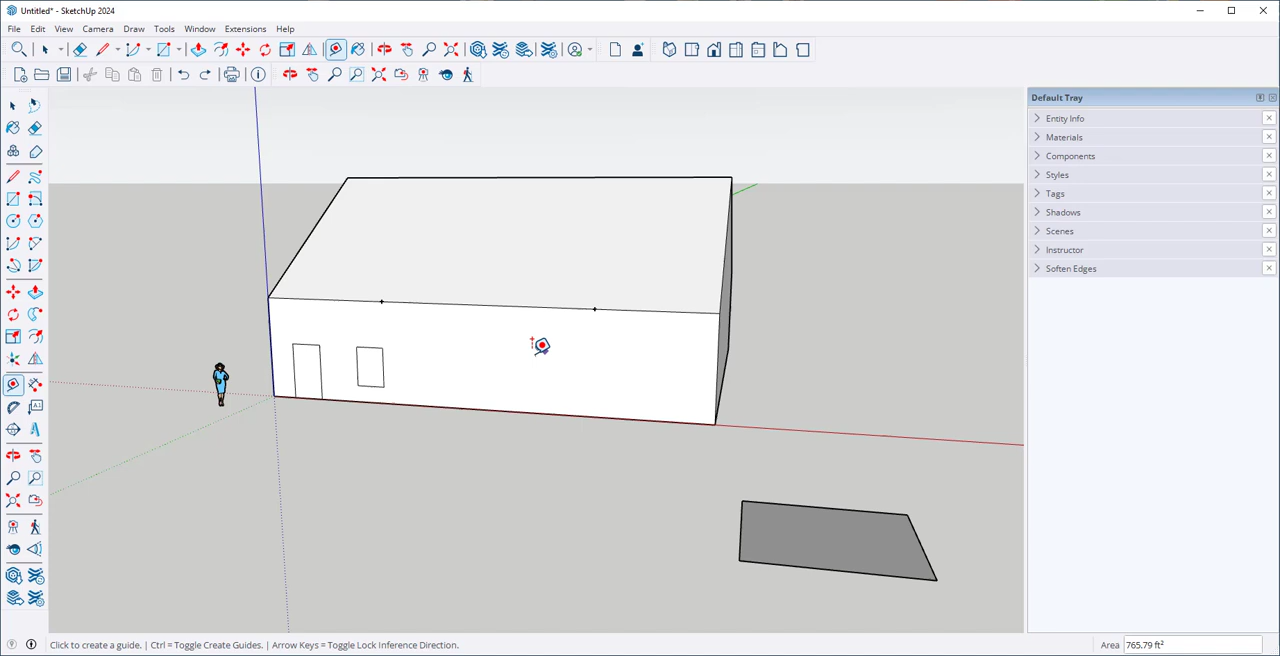 Untitled* - SketchUp 2024
File Edit View Camera Draw Tools Window Extensions Help
Default Tray
Entity Info
Materials
Components
Styles
Tags
Shadows
Scenes
Instructor
Soften Edges
Click to create a guide. | Ctrl = Toggle Create Guides. | Arrow Keys = Toggle Lock Inference Direction.
Area 765.79 ft²